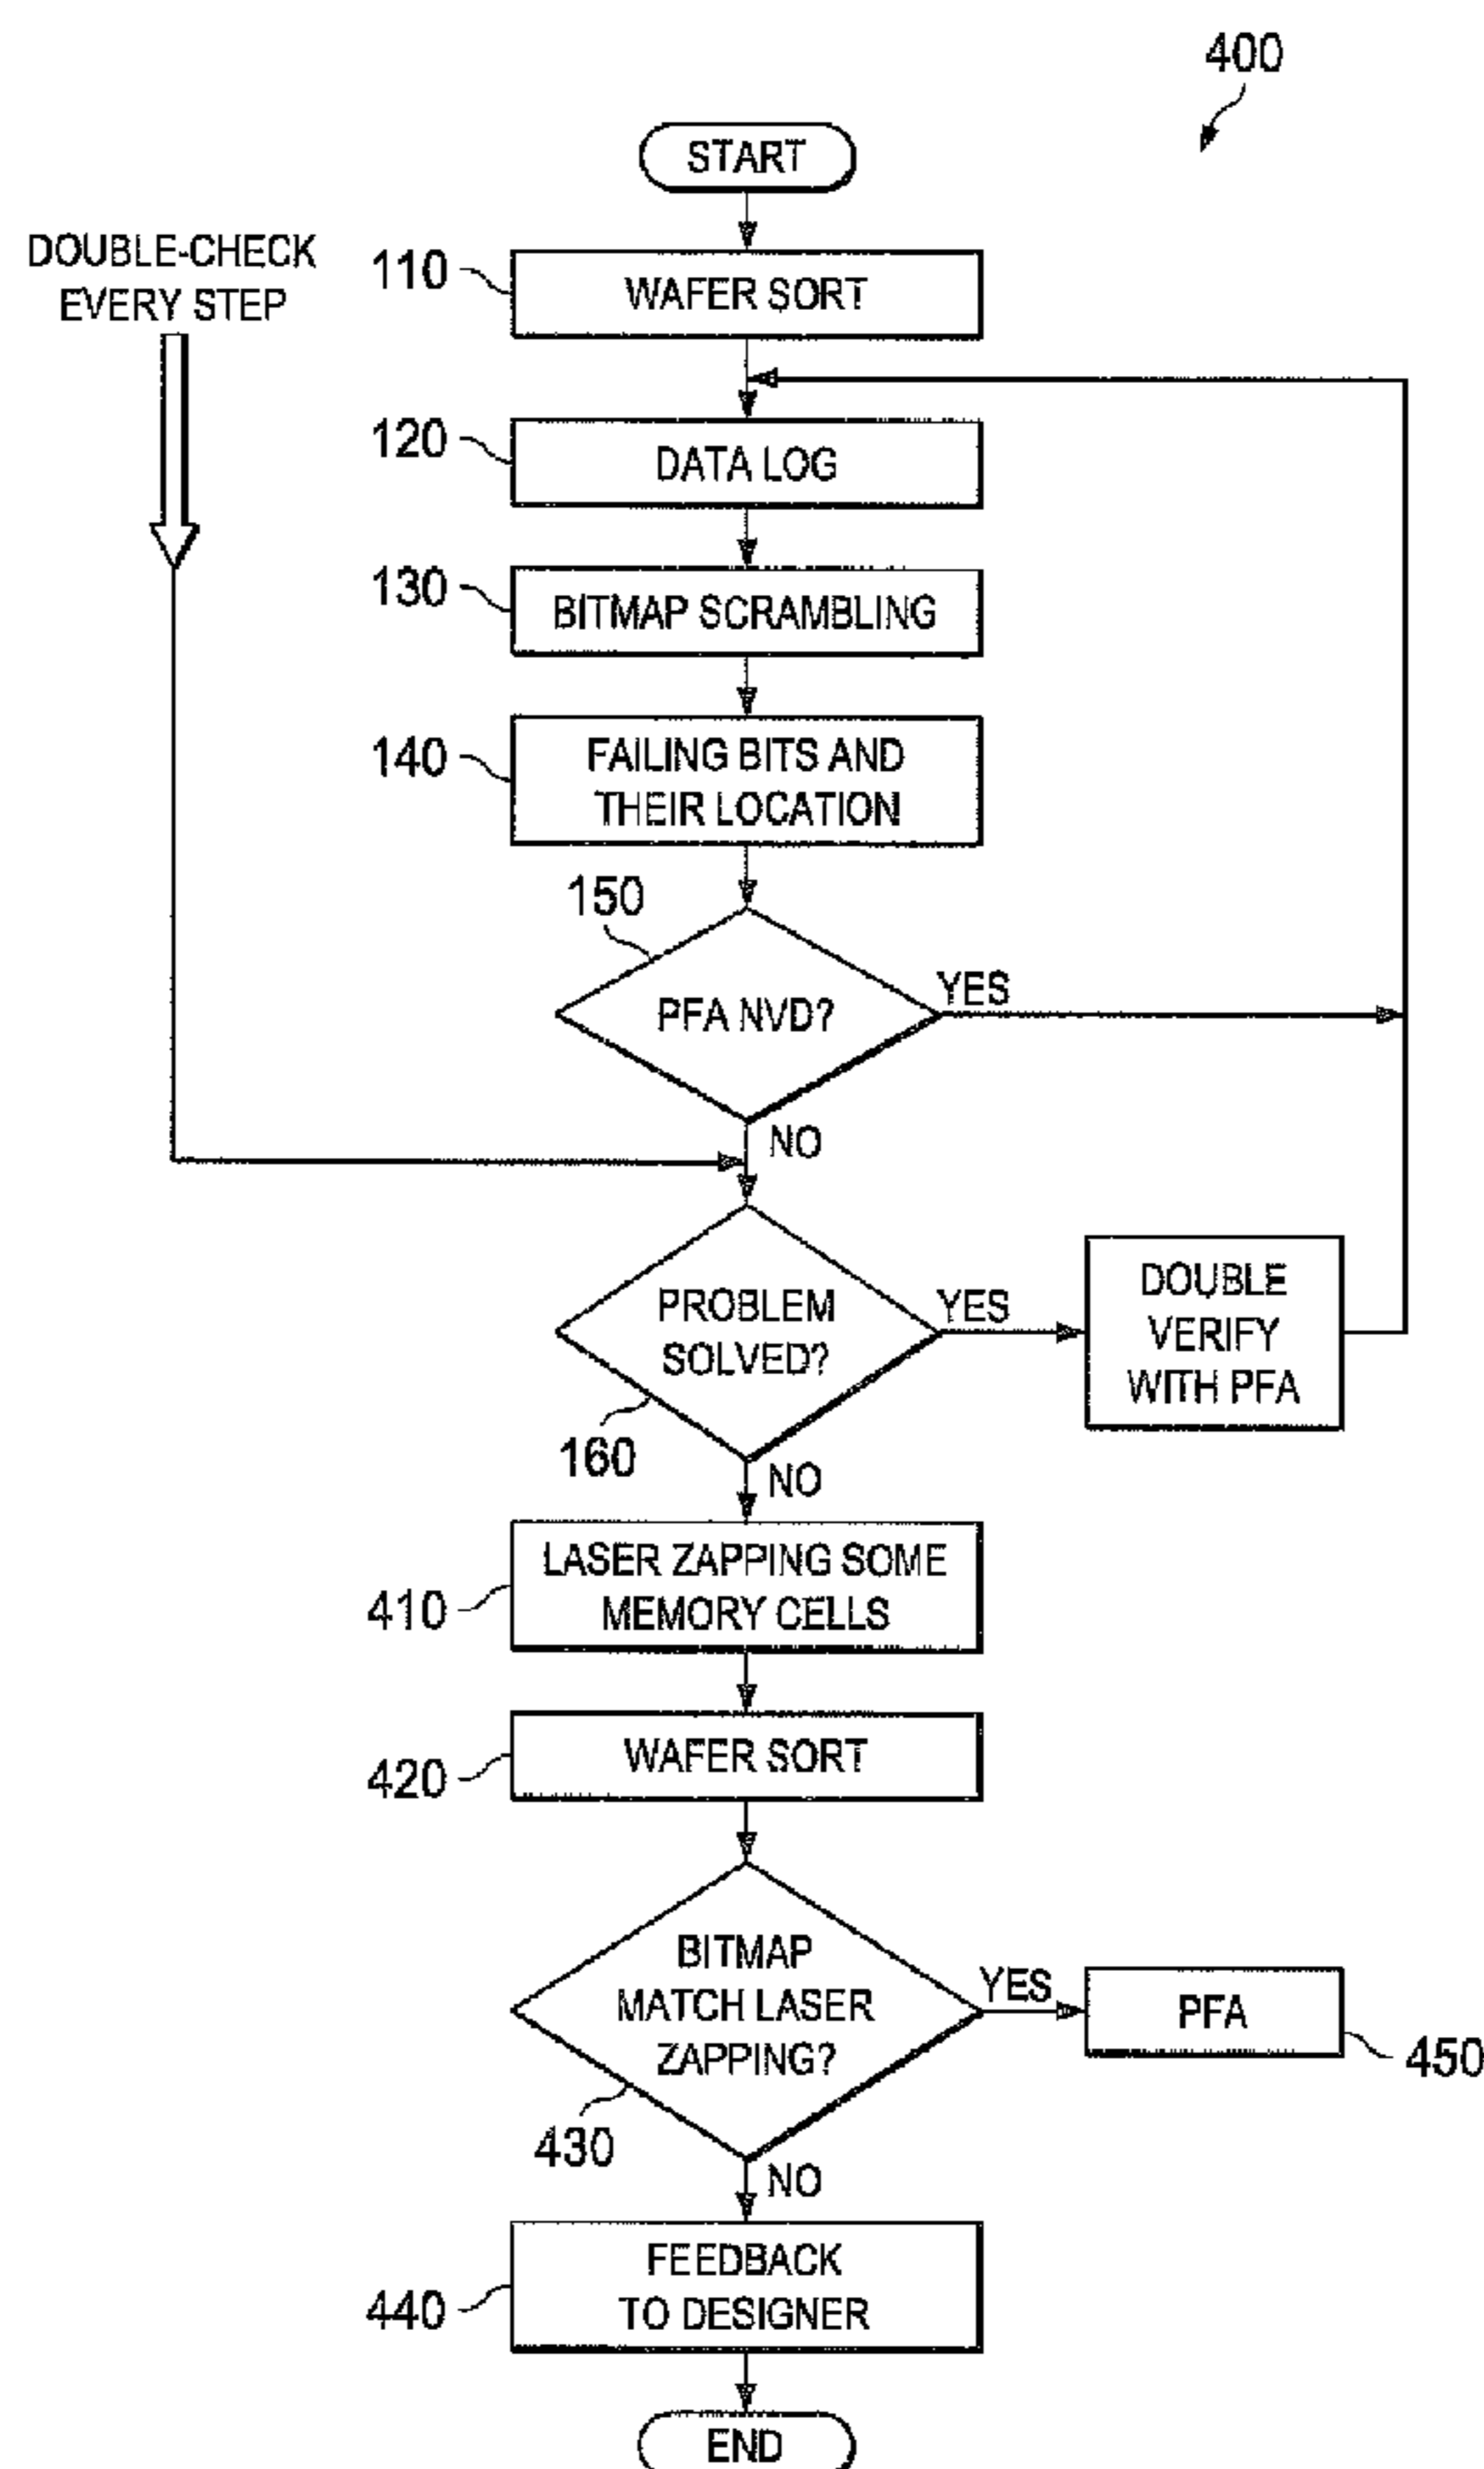 400
START
DOUBLE-CHECK
EVERY STEP
110
WAFER SORT
120
DATA LOG
130
BITMAP SCRAMBLING
140
FAILING BITS AND
THEIR LOCATION
150
PFA NVD?
YES
NO
PROBLEM
SOLVED?
YES
DOUBLE
VERIFY
WITH PFA
160
NO
410
LASER ZAPPING SOME
MEMORY CELLS
420
WAFER SORT
BITMAP
MATCH LASER
ZAPPING?
YES
PFA
450
430
NO
440
FEEDBACK
TO DESIGNER
END